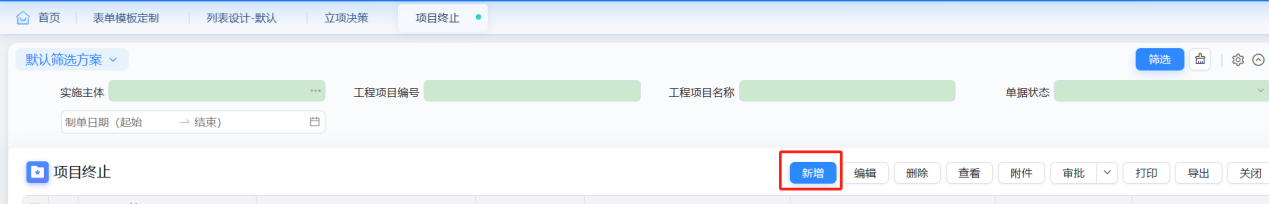 首页 表单模板定制 列表设计-默认 立项决策 项目终止
默认筛选方案 筛选
实施主体 工程项目编号 工程项目名称 单据状态
制单日期（起始 → 结束）
项目终止 新增 编辑 删除 查看 附件 审批 打印 导出 关闭